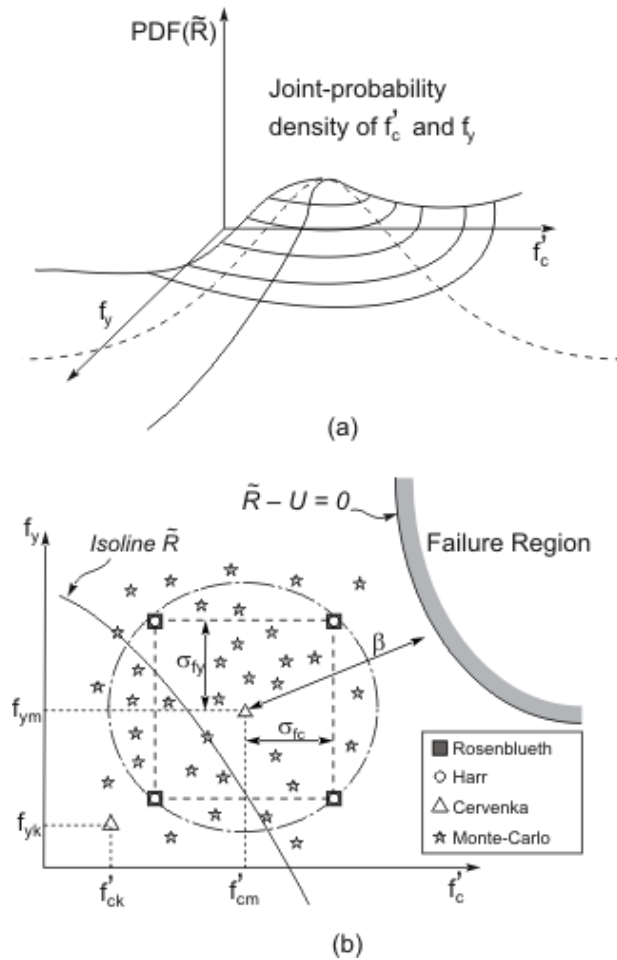 PDF(R̃)
Joint-probability
density of f'c and fy
f'c
fy
(a)
R̃ – U = 0
fy
Isoline R̃
Failure Region
β
σfy
σfc
fym
fyk
Rosenblueth
Harr
Cervenka
Monte-Carlo
f'ck
f'cm
f'c
(b)